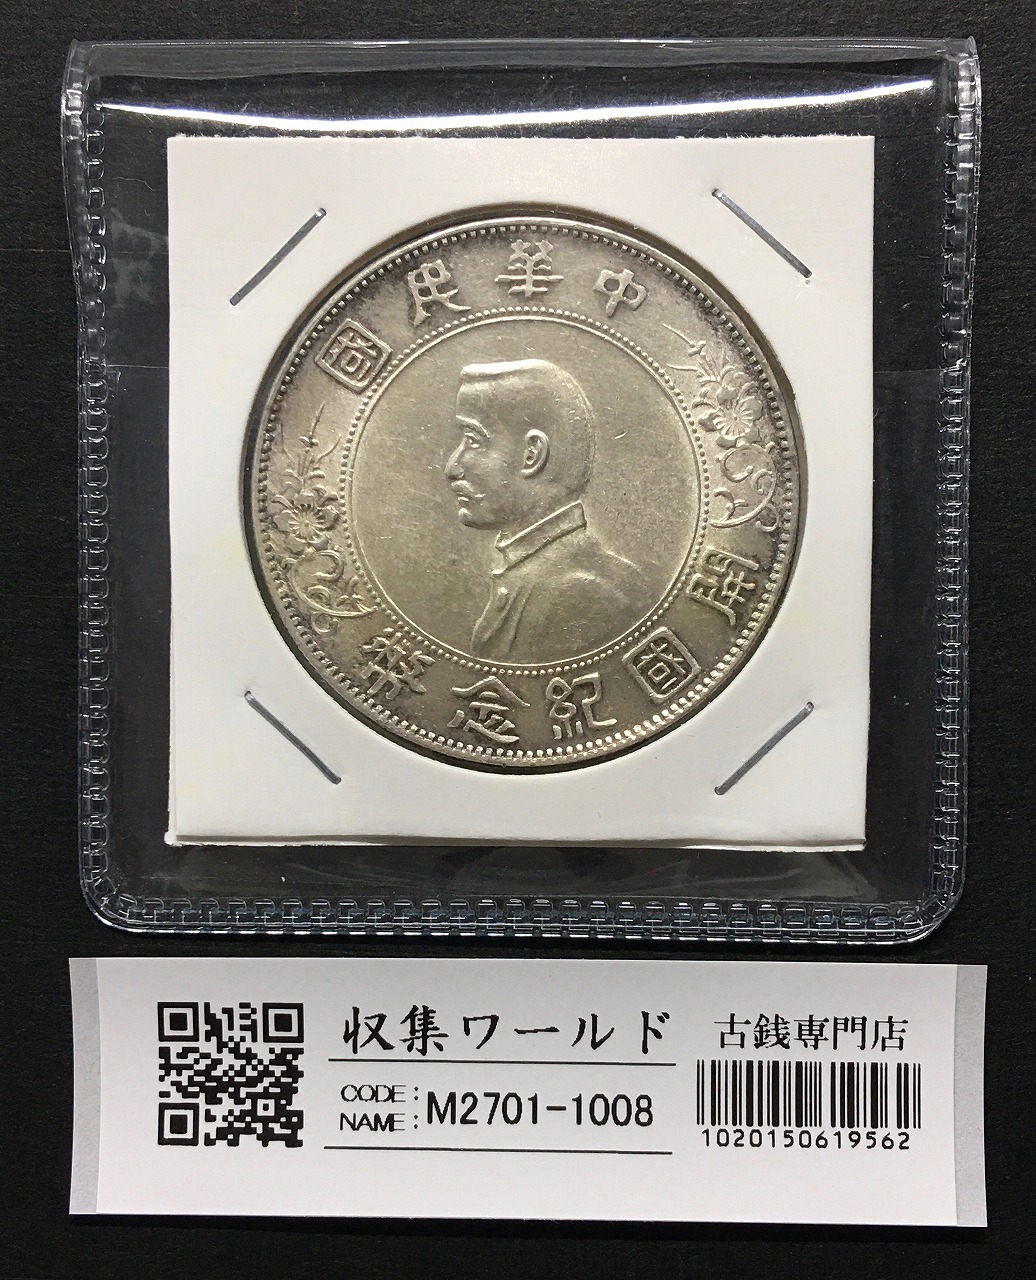 中華民國
開國紀念幣
収集ワールド
古銭専門店
CODE:
NAME: M2701-1008
1020150619562